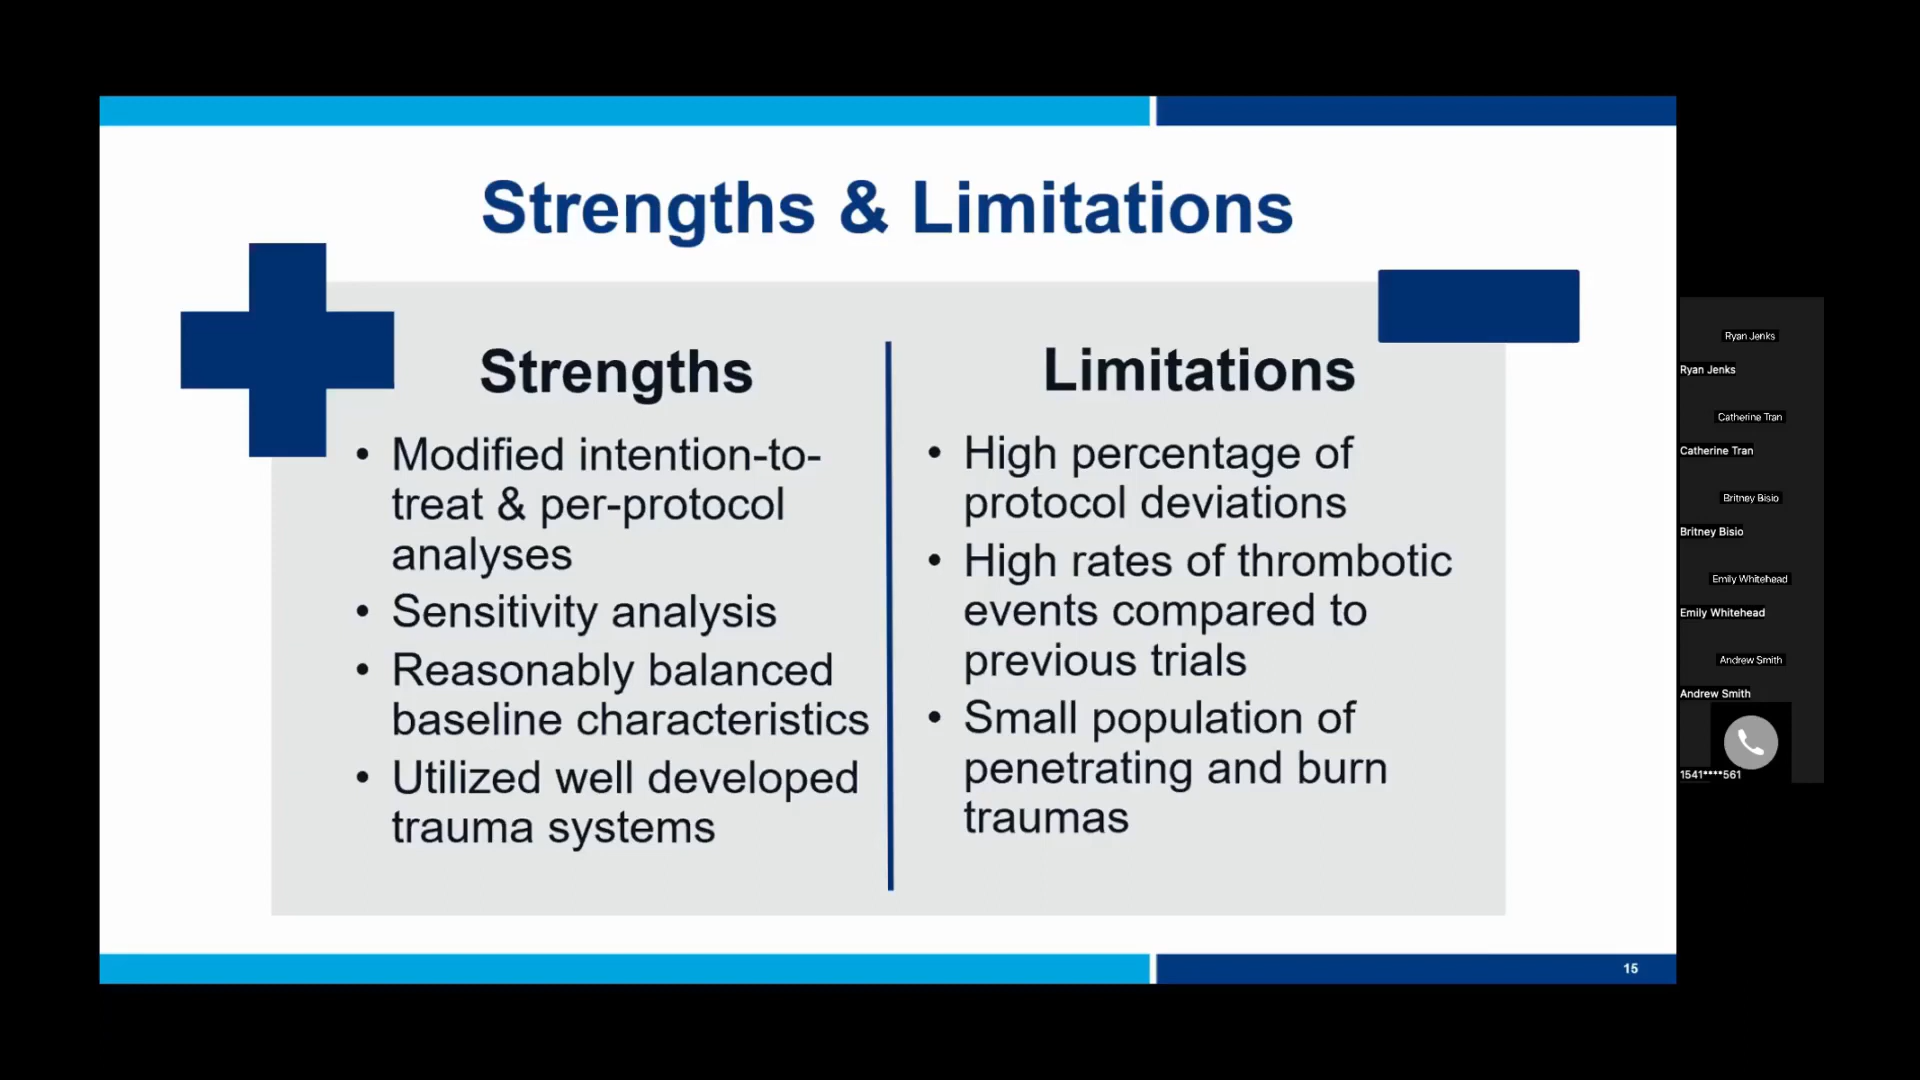 Strengths & Limitations
Strengths
• Modified intention-to-
treat & per-protocol
analyses
• Sensitivity analysis
• Reasonably balanced
baseline characteristics
• Utilized well developed
trauma systems
Limitations
• High percentage of
protocol deviations
• High rates of thrombotic
events compared to
previous trials
• Small population of
penetrating and burn
traumas
15
Ryan Jenks
Ryan Jenks
Catherine Tran
Catherine Tran
Britney Bisio
Britney Bisio
Emily Whitehead
Emily Whitehead
Andrew Smith
Andrew Smith
1541****561